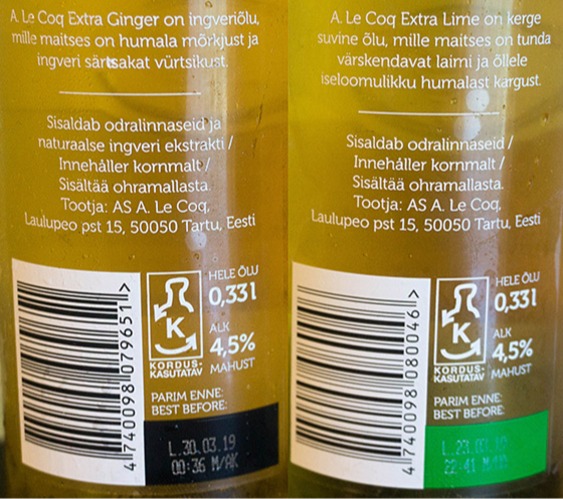 A. Le Coq Extra Ginger on ingveriõlu,
mille maitses on humala mõrkjust ja
ingveri särtsakat vürtsikust.
Sisaldab odralinnaseid ja
naturaalse ingveri ekstrakti /
Innehåller kornmalt /
Sisältää ohramallasta.
Tootja: AS A. Le Coq,
Laulupeo pst 15, 50050 Tartu, Eesti
4 740098 079651 >
K
KORDUS-
KASUTATAV
HELE ÕLU
0,33l
ALK
4,5%
MAHUST
PARIM ENNE:
BEST BEFORE:
L.30.03.19
00:36 M/AK
A. Le Coq Extra Lime on kerge
suvine õlu, mille maitses on tunda
värskendavat laimi ja õllele
iseloomulikku humalast kargust.
Sisaldab odralinnaseid /
Innehåller kornmalt /
Sisältää ohramallasta.
Tootja: AS A. Le Coq,
Laulupeo pst 15, 50050 Tartu, Eesti
4 740098 080046 >
K
KORDUS-
KASUTATAV
HELE ÕLU
0,33l
ALK
4,5%
MAHUST
PARIM ENNE:
BEST BEFORE:
22:41